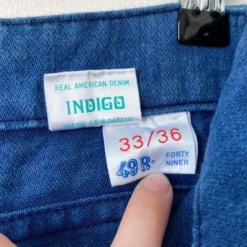 REAL AMERICAN DENIM
INDIGO
33/36
49R
FORTY
NINER